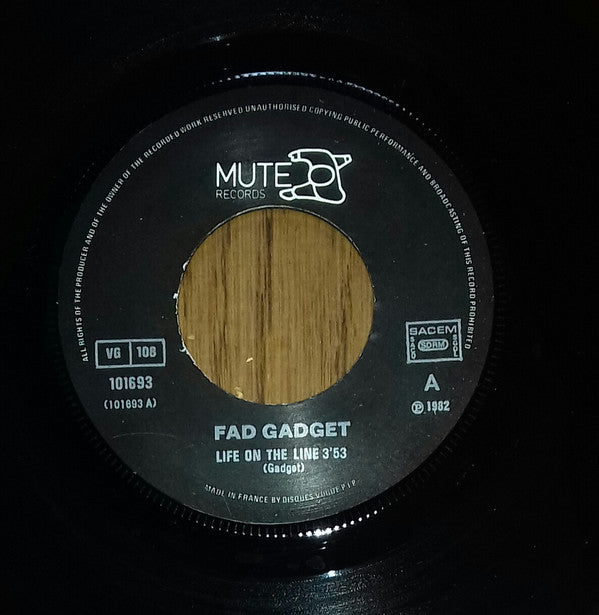 ALL RIGHTS OF THE PRODUCER AND OF THE OWNER OF THE RECORDED WORK RESERVED UNAUTHORISED COPYING PUBLIC PERFORMANCE AND BROADCASTING OF THIS RECORD PROHIBITED
MUTE
RECORDS
VG 108
101693
(101693 A)
SACEM
SACD SDRM SGDL
A
℗ 1982
FAD GADGET
LIFE ON THE LINE 3'53
(Gadget)
MADE IN FRANCE BY DISQUES VOGUE P.I.P.